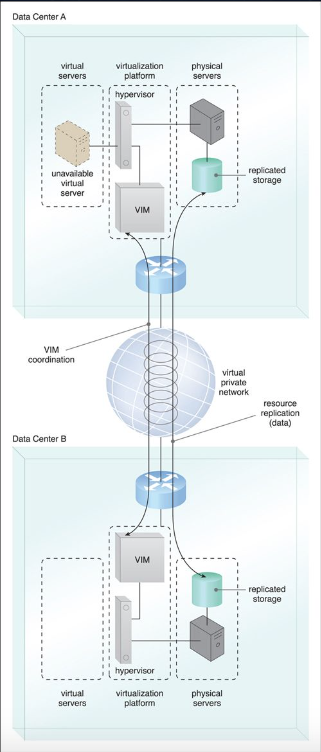 Data Center A
virtual
servers
virtualization
platform
physical
servers
hypervisor
unavailable
virtual
server
VIM
replicated
storage
VIM
coordination
virtual
private
network
resource
replication
(data)
Data Center B
VIM
replicated
storage
hypervisor
virtual
servers
virtualization
platform
physical
servers